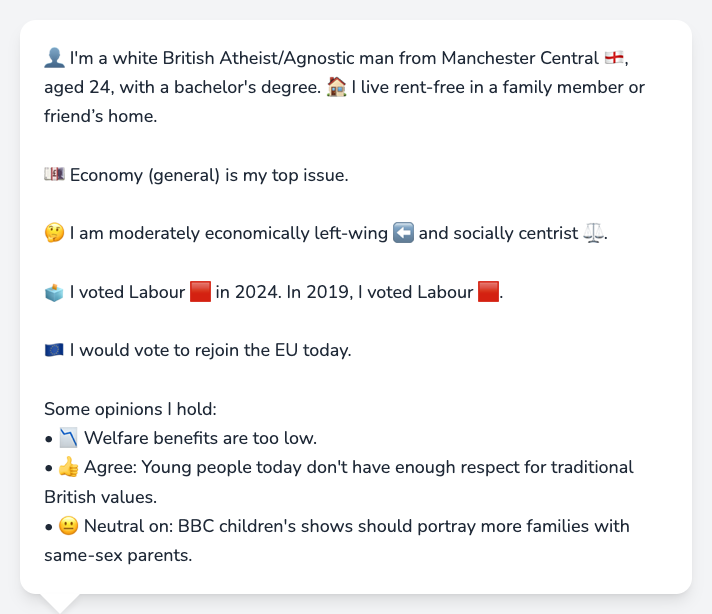 👤 I'm a white British Atheist/Agnostic man from Manchester Central 🏴󠁧󠁢󠁥󠁮󠁧󠁿,
aged 24, with a bachelor's degree. 🏠 I live rent-free in a family member or
friend’s home.
💷 Economy (general) is my top issue.
🤔 I am moderately economically left-wing ⬅️ and socially centrist ⚖️.
🗳️ I voted Labour 🟥 in 2024. In 2019, I voted Labour 🟥.
🇪🇺 I would vote to rejoin the EU today.
Some opinions I hold:
• 📉 Welfare benefits are too low.
• 👍 Agree: Young people today don't have enough respect for traditional
British values.
• 😐 Neutral on: BBC children's shows should portray more families with
same-sex parents.